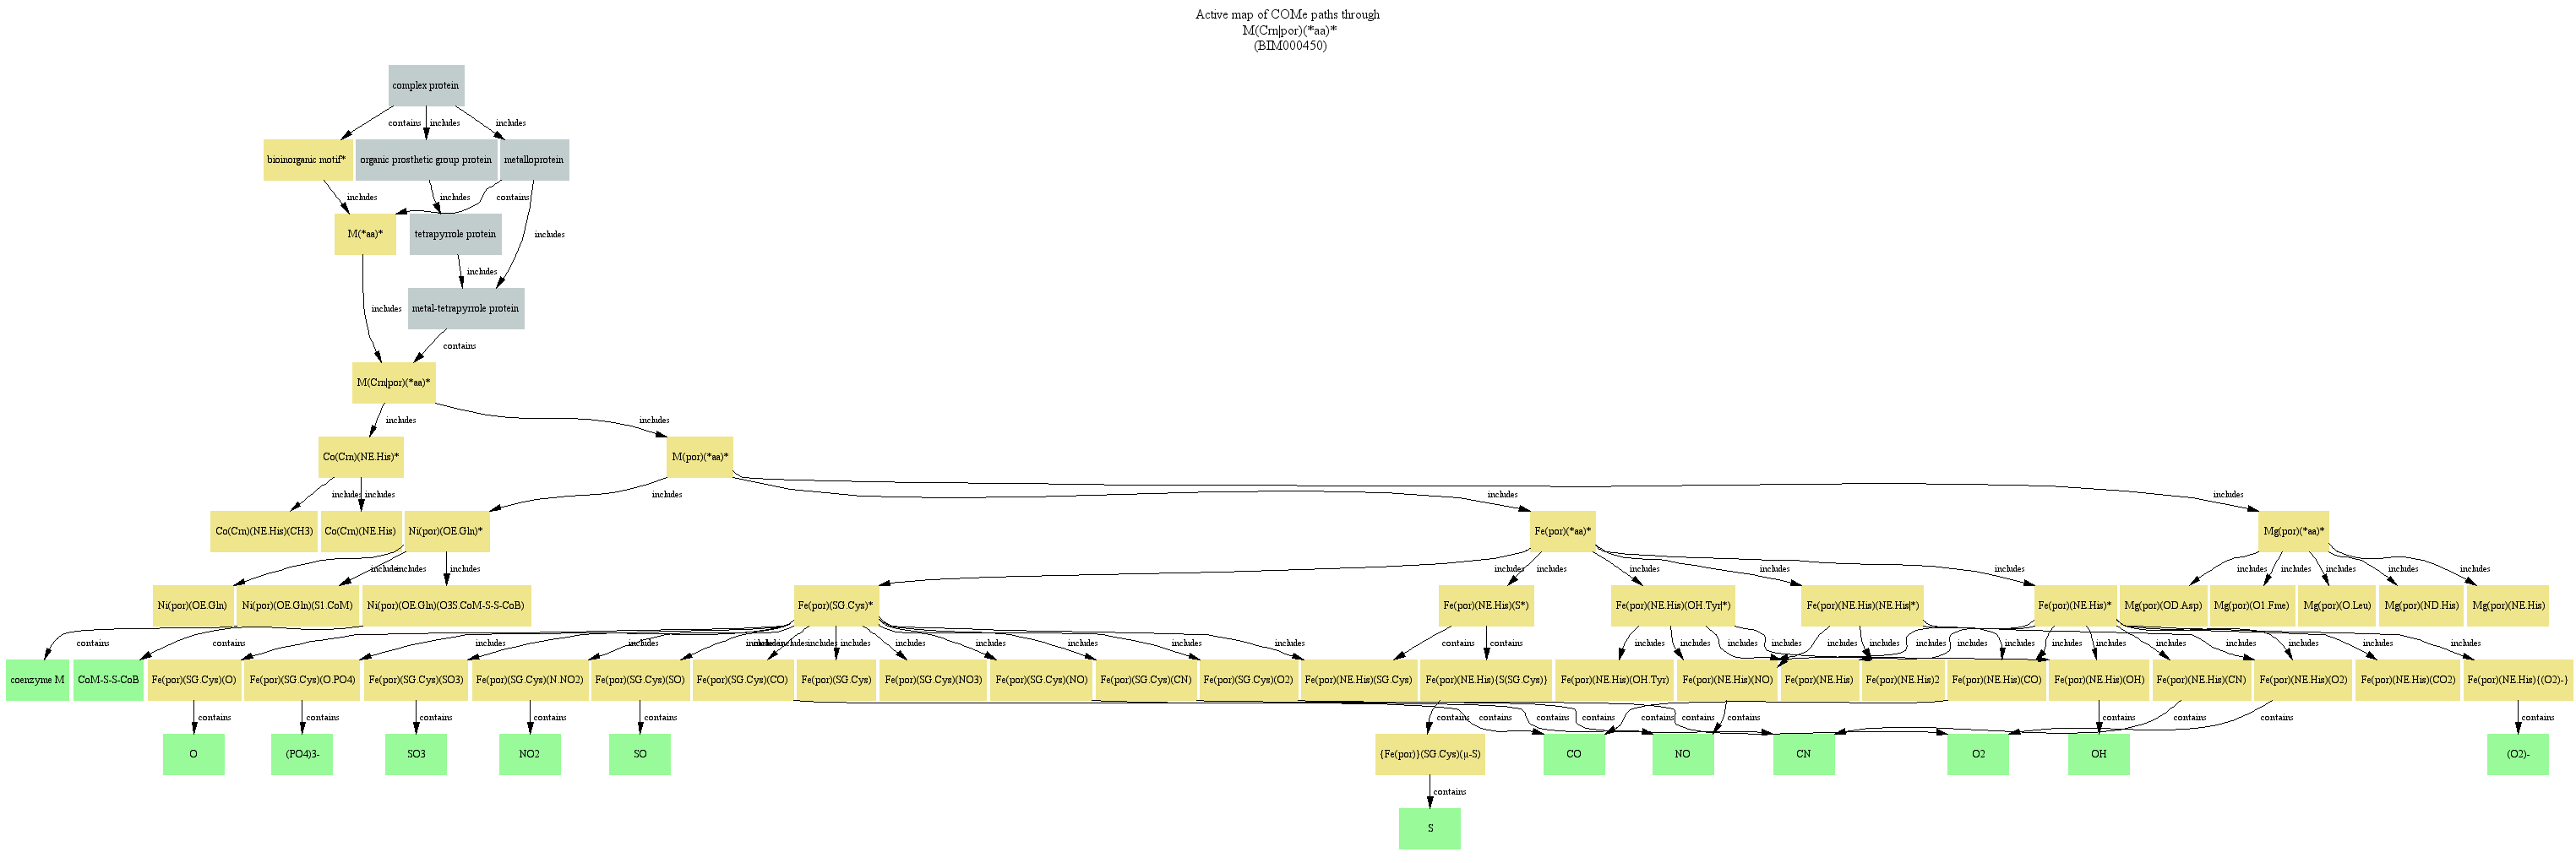 Active map of COMe paths through
M(Crn|por)(*aa)*
(BIM000450)
complex protein
contains includes includes
bioinorganic motif* organic prosthetic group protein metalloprotein
includes includes contains
M(*aa)* tetrapyrrole protein includes
includes
includes metal-tetrapyrrole protein
contains
M(Crn|por)(*aa)*
includes includes
Co(Crn)(NE.His)* M(por)(*aa)*
includes includes includes includes includes
Co(Crn)(NE.His)(CH3) Co(Crn)(NE.His) Ni(por)(OE.Gln)* Fe(por)(*aa)* Mg(por)(*aa)*
includes includes includes includes includes includes includes includes includes includes includes includes includes
Ni(por)(OE.Gln) Ni(por)(OE.Gln)(S1.CoM) Ni(por)(OE.Gln)(O3S.CoM-S-S-CoB) Fe(por)(SG.Cys)* Fe(por)(NE.His)(S*) Fe(por)(NE.His)(OH.Tyr|*) Fe(por)(NE.His)(NE.His|*) Fe(por)(NE.His)* Mg(por)(OD.Asp) Mg(por)(O1.Fme) Mg(por)(O.Leu) Mg(por)(ND.His) Mg(por)(NE.His)
contains contains includes includes includes includes includes includes includes includes includes includes includes includes contains contains includes includes includes includes includes includes includes includes includes includes includes includes includes includes includes
coenzyme M CoM-S-S-CoB Fe(por)(SG.Cys)(O) Fe(por)(SG.Cys)(O.PO4) Fe(por)(SG.Cys)(SO3) Fe(por)(SG.Cys)(N.NO2) Fe(por)(SG.Cys)(SO) Fe(por)(SG.Cys)(CO) Fe(por)(SG.Cys) Fe(por)(SG.Cys)(NO3) Fe(por)(SG.Cys)(NO) Fe(por)(SG.Cys)(CN) Fe(por)(SG.Cys)(O2) Fe(por)(NE.His)(SG.Cys) Fe(por)(NE.His){S(SG.Cys)} Fe(por)(NE.His)(OH.Tyr) Fe(por)(NE.His)(NO) Fe(por)(NE.His) Fe(por)(NE.His)2 Fe(por)(NE.His)(CO) Fe(por)(NE.His)(OH) Fe(por)(NE.His)(CN) Fe(por)(NE.His)(O2) Fe(por)(NE.His)(CO2) Fe(por)(NE.His){(O2)-}
contains contains contains contains contains contains contains contains contains contains contains contains contains contains contains contains
O (PO4)3- SO3 NO2 SO {Fe(por)}(SG.Cys)(μ-S) CO NO CN O2 OH (O2)-
contains
S